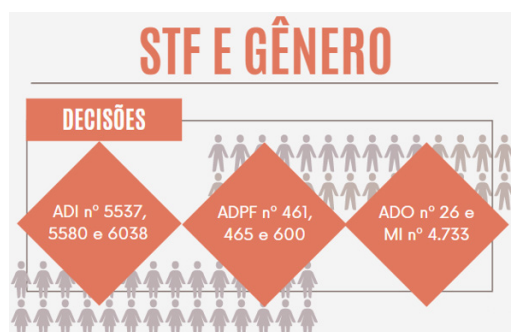 STF E GÊNERO
DECISÕES
ADI nº 5537,
5580 e 6038
ADPF nº 461,
465 e 600
ADO nº 26 e
MI nº 4.733